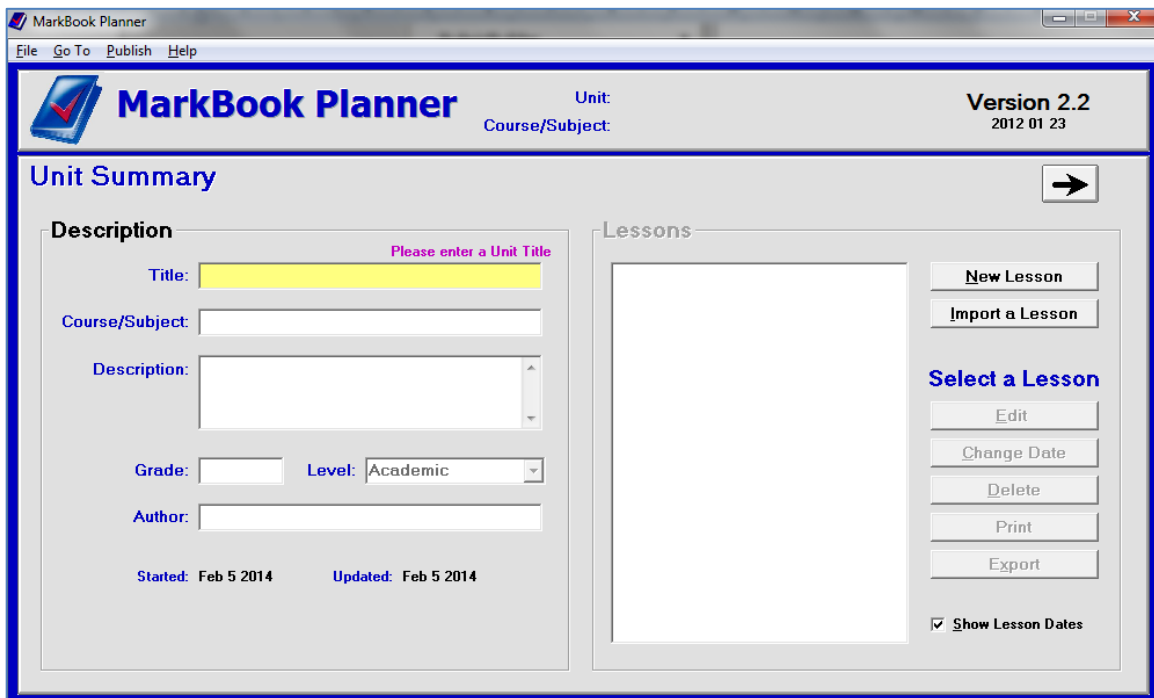 MarkBook Planner
File Go To Publish Help
MarkBook Planner
Unit:
Course/Subject:
Version 2.2
2012 01 23
Unit Summary
Description
Please enter a Unit Title
Title:
Course/Subject:
Description:
Grade: Level: Academic
Author:
Started: Feb 5 2014 Updated: Feb 5 2014
Lessons
New Lesson
Import a Lesson
Select a Lesson
Edit
Change Date
Delete
Print
Export
Show Lesson Dates